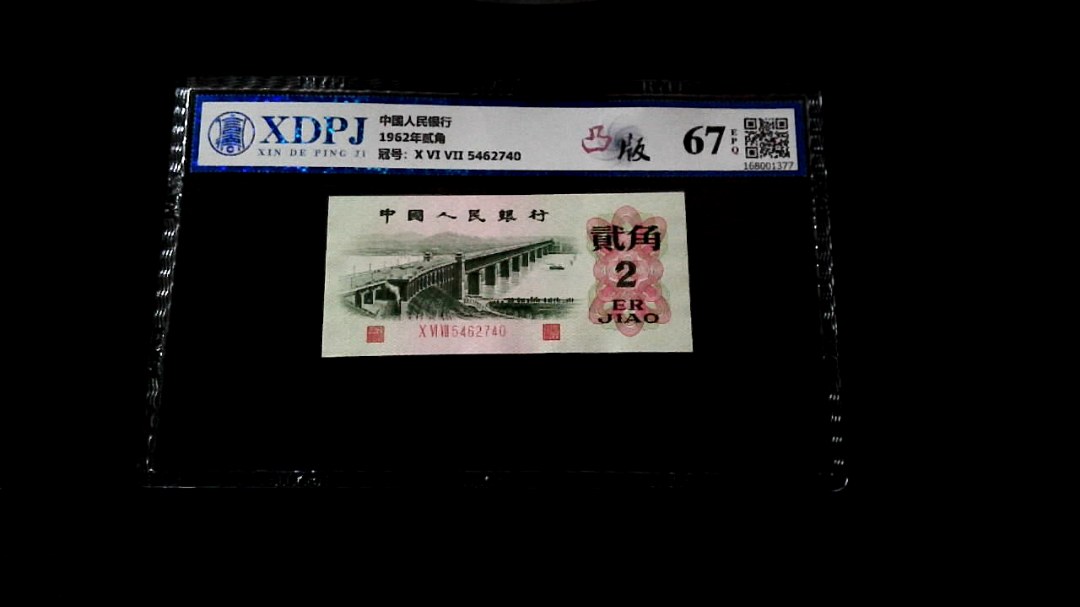 XDPJ
XIN DE PING JI
中国人民银行
1962年贰角
冠号: X VI VII 5462740
凸版
67
EPQ
168001377
中國人民銀行
貳角
2
ER
JIAO
X VI VII 5462740